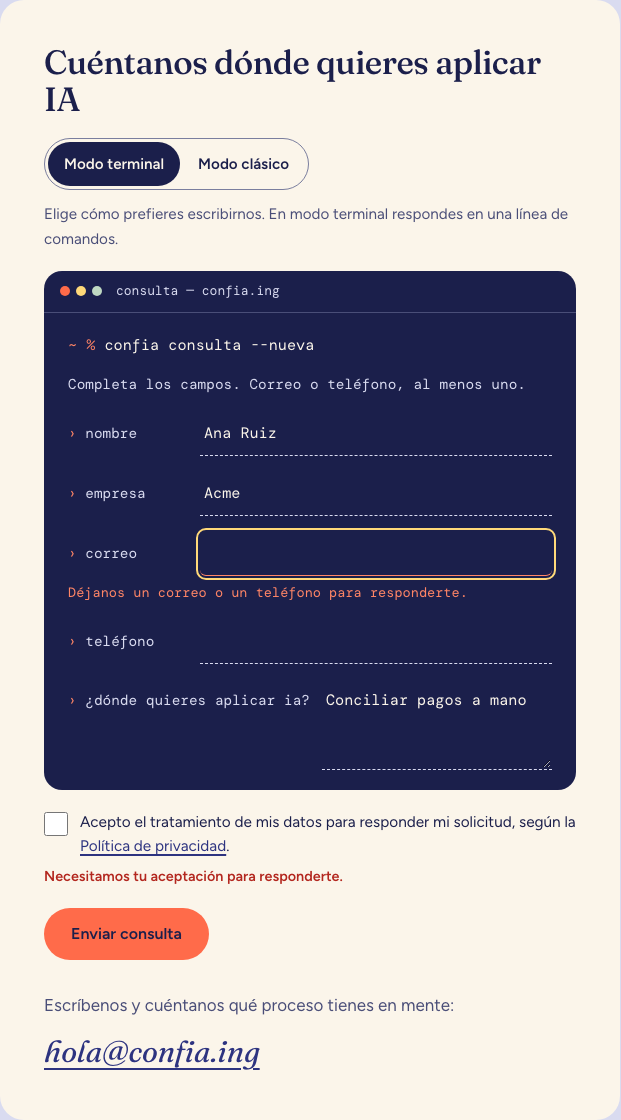 Cuéntanos dónde quieres aplicar
IA
Modo terminal Modo clásico
Elige cómo prefieres escribirnos. En modo terminal respondes en una línea de
comandos.
consulta — confia.ing
~ % confia consulta --nueva
Completa los campos. Correo o teléfono, al menos uno.
› nombre Ana Ruiz
› empresa Acme
› correo
Déjanos un correo o un teléfono para responderte.
› teléfono
› ¿dónde quieres aplicar ia? Conciliar pagos a mano
Acepto el tratamiento de mis datos para responder mi solicitud, según la
Política de privacidad.
Necesitamos tu aceptación para responderte.
Enviar consulta
Escríbenos y cuéntanos qué proceso tienes en mente:
hola@confia.ing